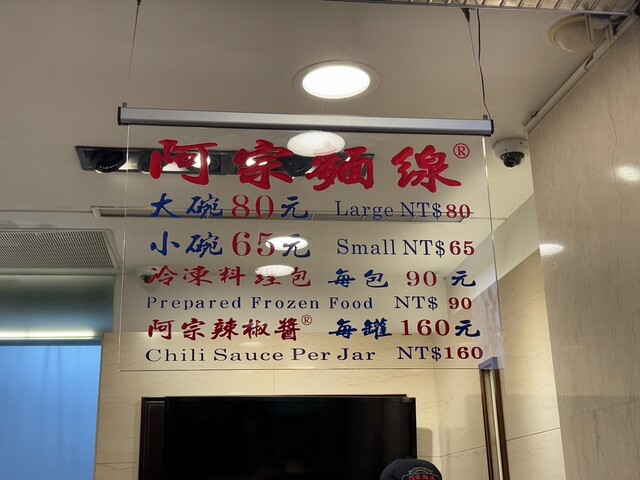 阿宗麵線®
大碗80元 Large NT$80
小碗65元 Small NT$65
冷凍料理包 每包 90 元
Prepared Frozen Food NT$ 90
阿宗辣椒醬® 每罐160元
Chili Sauce Per Jar NT$160